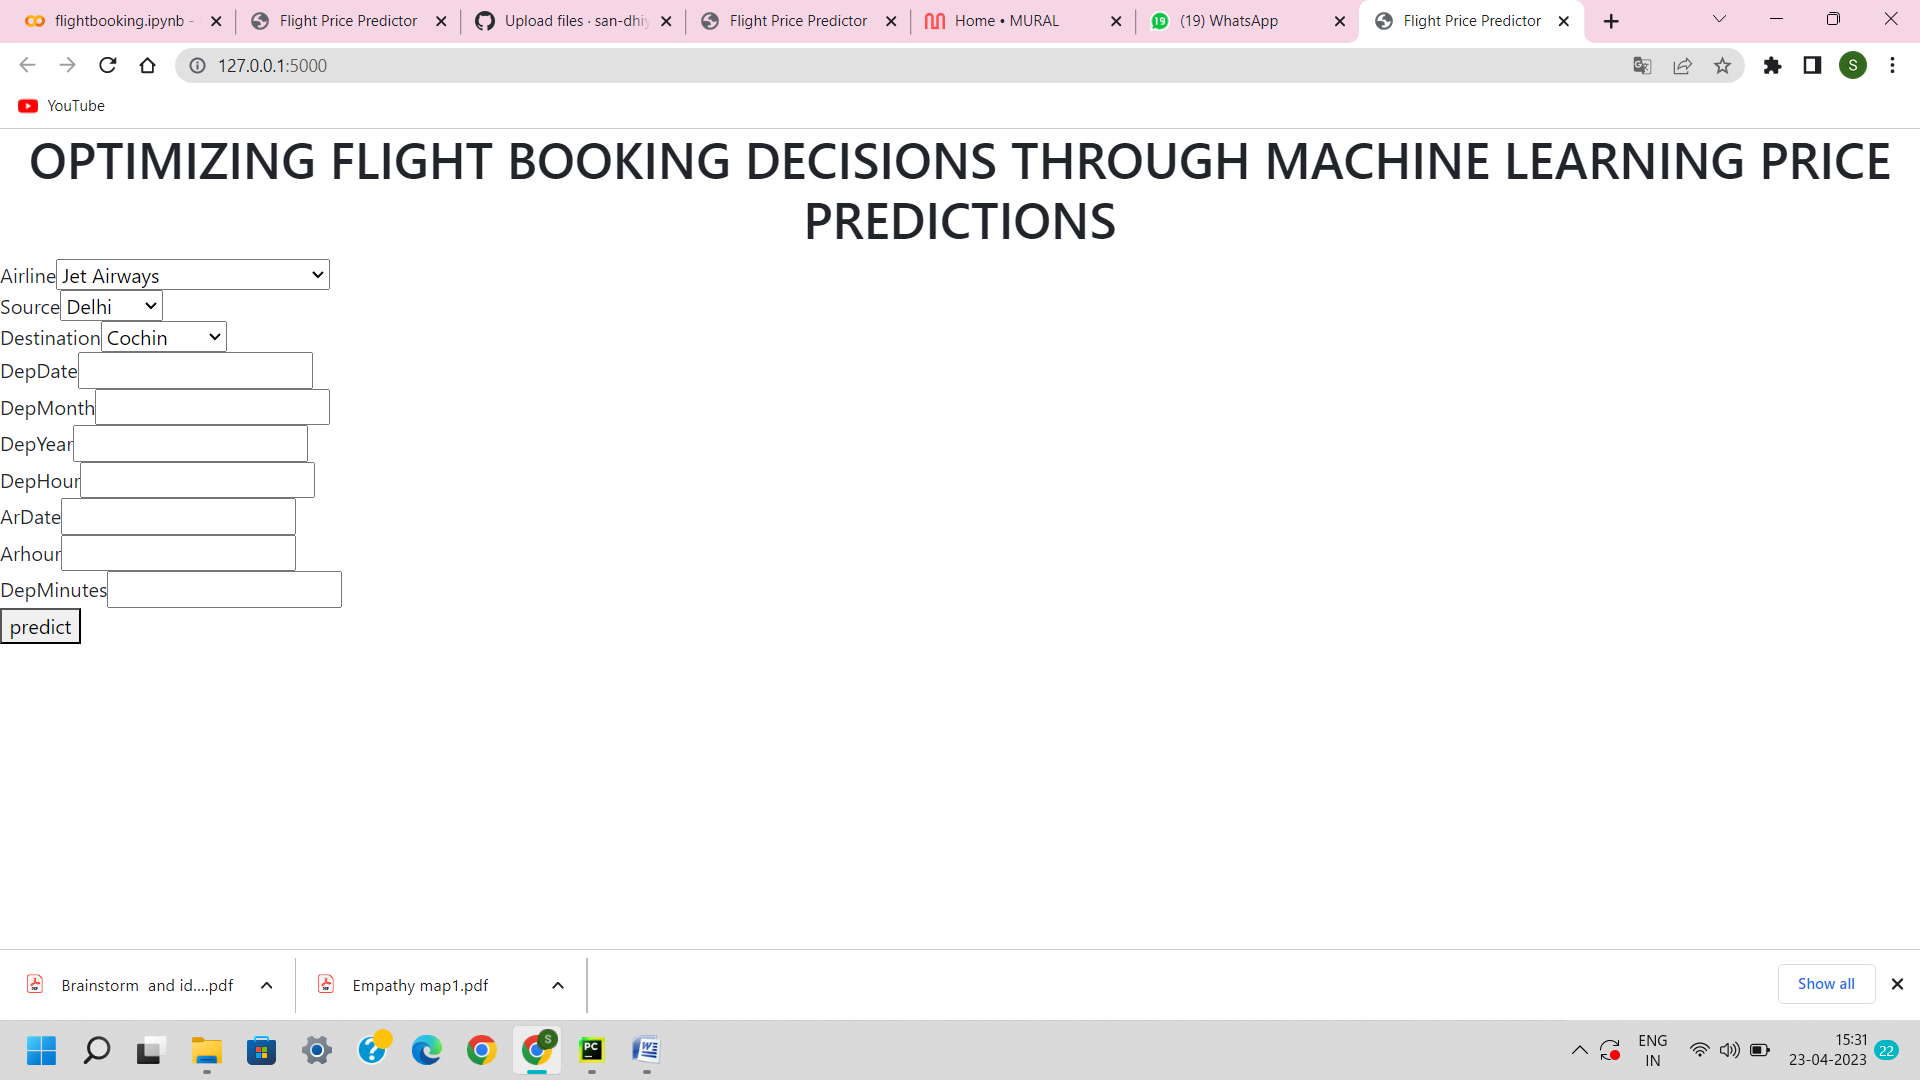 flightbooking.ipynb -
Flight Price Predictor
Upload files · san-dhiy
Flight Price Predictor
Home • MURAL
19
(19) WhatsApp
Flight Price Predictor
127.0.0.1:5000
S
YouTube
OPTIMIZING FLIGHT BOOKING DECISIONS THROUGH MACHINE LEARNING PRICE
PREDICTIONS
Airline Jet Airways
Source Delhi
Destination Cochin
DepDate
DepMonth
DepYear
DepHour
ArDate
Arhour
DepMinutes
predict
Brainstorm and id....pdf
Empathy map1.pdf
Show all
S
PC
W
ENG
IN
15:31
23-04-2023
22